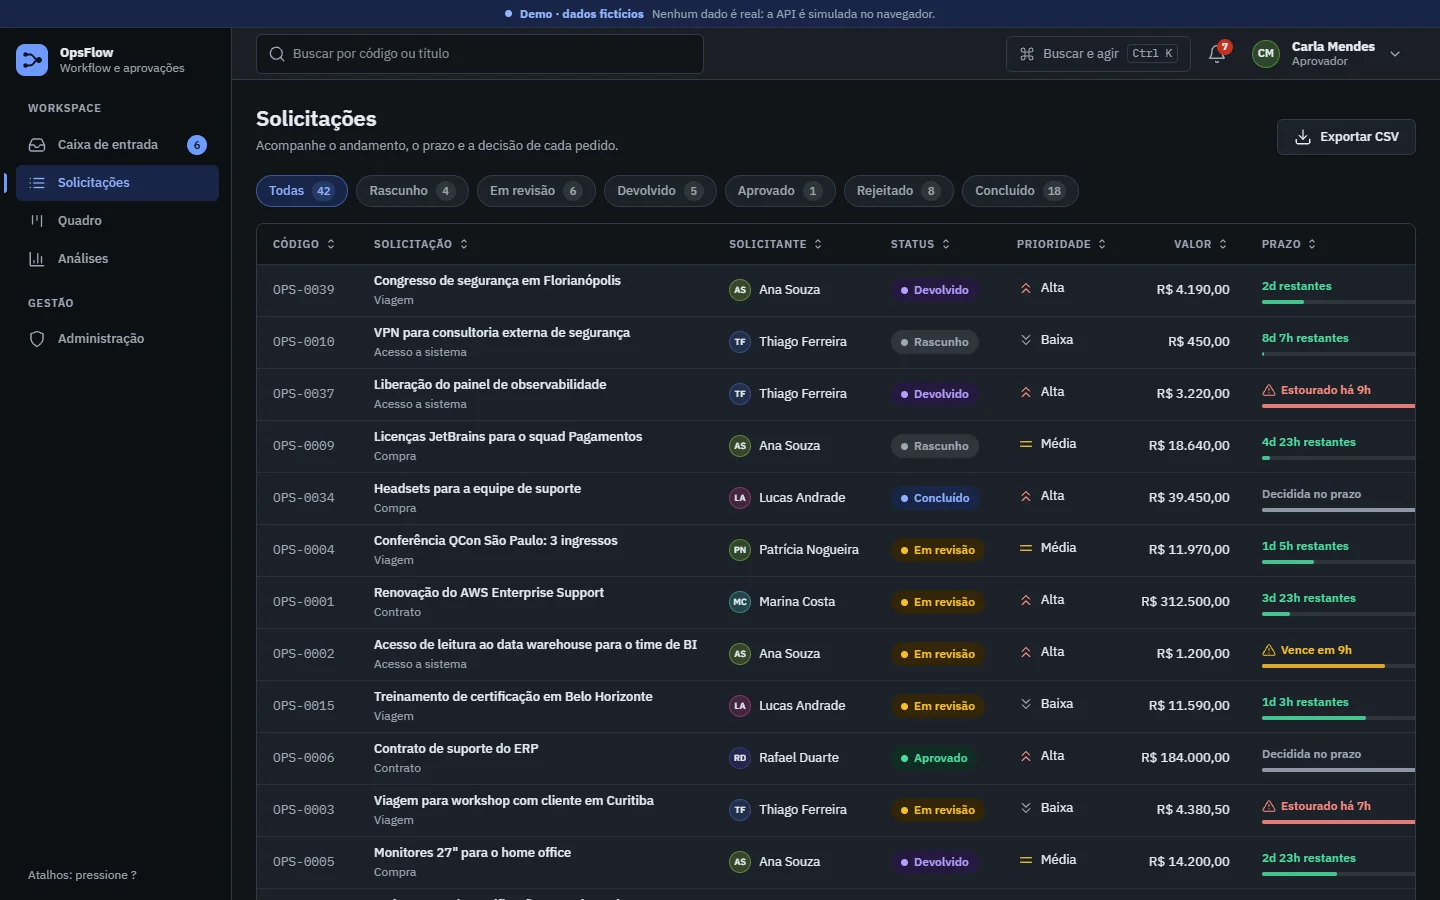 Demo · dados fictícios Nenhum dado é real: a API é simulada no navegador.
OpsFlow
Workflow e aprovações
WORKSPACE
Caixa de entrada 6
Solicitações
Quadro
Análises
GESTÃO
Administração
Atalhos: pressione ?
Buscar por código ou título
Buscar e agir Ctrl K
7
CM
Carla Mendes
Aprovador
Solicitações
Acompanhe o andamento, o prazo e a decisão de cada pedido.
Exportar CSV
Todas 42 Rascunho 4 Em revisão 6 Devolvido 5 Aprovado 1 Rejeitado 8 Concluído 18
CÓDIGO SOLICITAÇÃO SOLICITANTE STATUS PRIORIDADE VALOR PRAZO
OPS-0039 Congresso de segurança em Florianópolis AS Ana Souza Devolvido Alta R$ 4.190,00 2d restantes
Viagem
OPS-0010 VPN para consultoria externa de segurança TF Thiago Ferreira Rascunho Baixa R$ 450,00 8d 7h restantes
Acesso a sistema
OPS-0037 Liberação do painel de observabilidade TF Thiago Ferreira Devolvido Alta R$ 3.220,00 Estourado há 9h
Acesso a sistema
OPS-0009 Licenças JetBrains para o squad Pagamentos AS Ana Souza Rascunho Média R$ 18.640,00 4d 23h restantes
Compra
OPS-0034 Headsets para a equipe de suporte LA Lucas Andrade Concluído Alta R$ 39.450,00 Decidida no prazo
Compra
OPS-0004 Conferência QCon São Paulo: 3 ingressos PN Patrícia Nogueira Em revisão Média R$ 11.970,00 1d 5h restantes
Viagem
OPS-0001 Renovação do AWS Enterprise Support MC Marina Costa Em revisão Alta R$ 312.500,00 3d 23h restantes
Contrato
OPS-0002 Acesso de leitura ao data warehouse para o time de BI AS Ana Souza Em revisão Alta R$ 1.200,00 Vence em 9h
Acesso a sistema
OPS-0015 Treinamento de certificação em Belo Horizonte LA Lucas Andrade Em revisão Baixa R$ 11.590,00 1d 3h restantes
Viagem
OPS-0006 Contrato de suporte do ERP RD Rafael Duarte Aprovado Alta R$ 184.000,00 Decidida no prazo
Contrato
OPS-0003 Viagem para workshop com cliente em Curitiba TF Thiago Ferreira Em revisão Baixa R$ 4.380,50 Estourado há 7h
Viagem
OPS-0005 Monitores 27" para o home office AS Ana Souza Devolvido Média R$ 14.200,00 2d 23h restantes
Compra